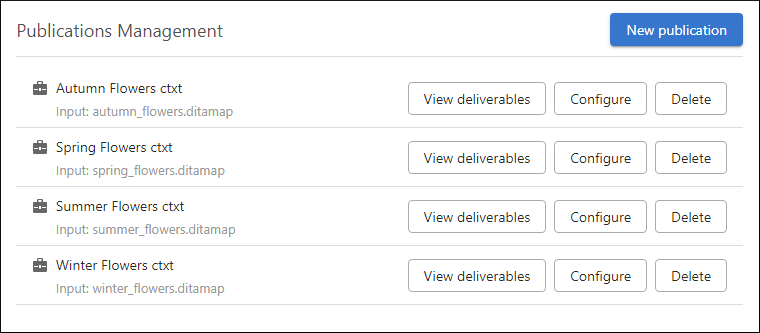 Publications Management
New publication
Autumn Flowers ctxt
Input: autumn_flowers.ditamap
View deliverables
Configure
Delete
Spring Flowers ctxt
Input: spring_flowers.ditamap
View deliverables
Configure
Delete
Summer Flowers ctxt
Input: summer_flowers.ditamap
View deliverables
Configure
Delete
Winter Flowers ctxt
Input: winter_flowers.ditamap
View deliverables
Configure
Delete